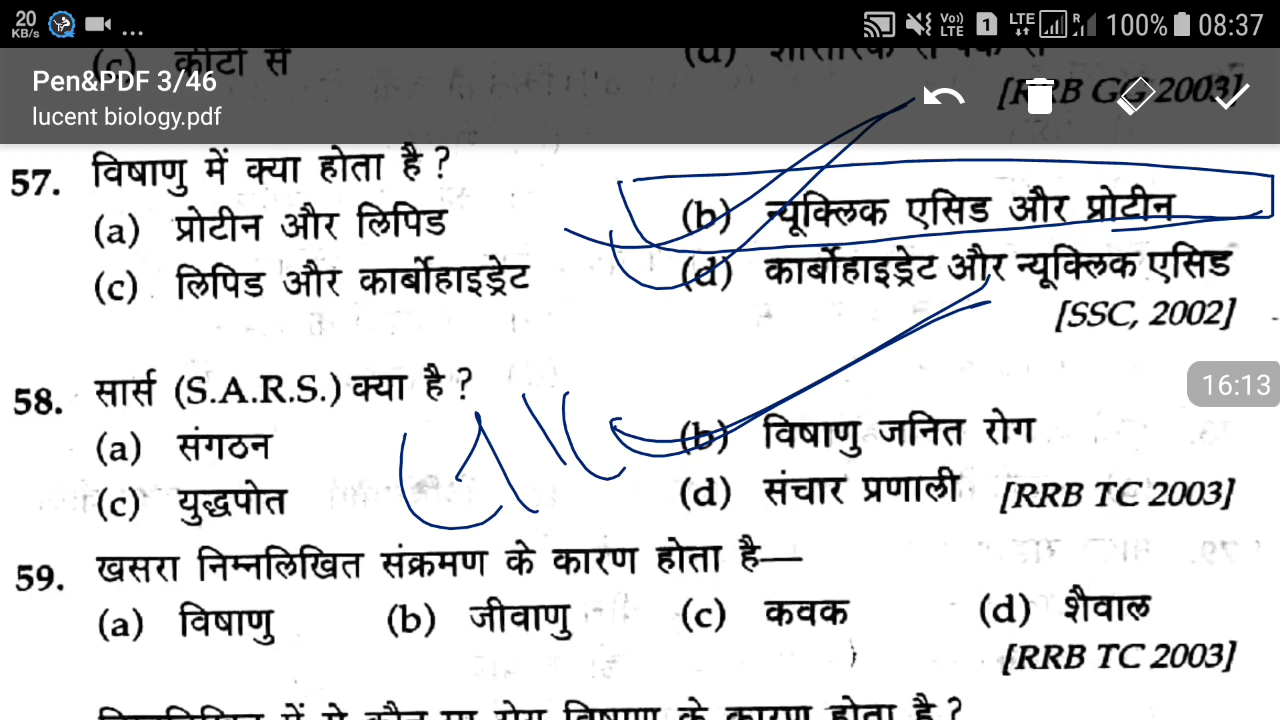 20 KB/s ... Vo) LTE 1 LTE R 100% 08:37
(c) कीटों से (d)
Pen&PDF 3/46
[RRB GG 2003]
lucent biology.pdf
57. विषाणु में क्या होता है ?
(a) प्रोटीन और लिपिड (b) न्यूक्लिक एसिड और प्रोटीन
(c) लिपिड और कार्बोहाइड्रेट (d) कार्बोहाइड्रेट और न्यूक्लिक एसिड
[SSC, 2002]
58. सार्स (S.A.R.S.) क्या है ?
16:13
(a) संगठन (b) विषाणु जनित रोग
(c) युद्धपोत (d) संचार प्रणाली [RRB TC 2003]
59. खसरा निम्नलिखित संक्रमण के कारण होता है—
(a) विषाणु (b) जीवाणु (c) कवक (d) शैवाल
[RRB TC 2003]
निम्नलिखित में से कौन सा रोग विषाणु के कारण होता है ?